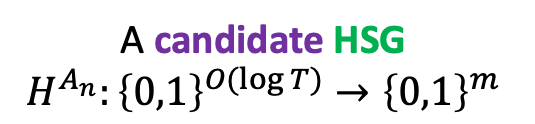 A candidate HSG
H^{A_n}: {0,1}^{O(log T)} → {0,1}^m